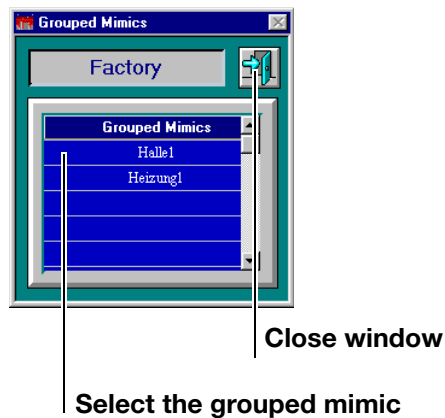 Grouped Mimics
Factory
Grouped Mimics
Halle1
Heizung1
Close window
Select the grouped mimic